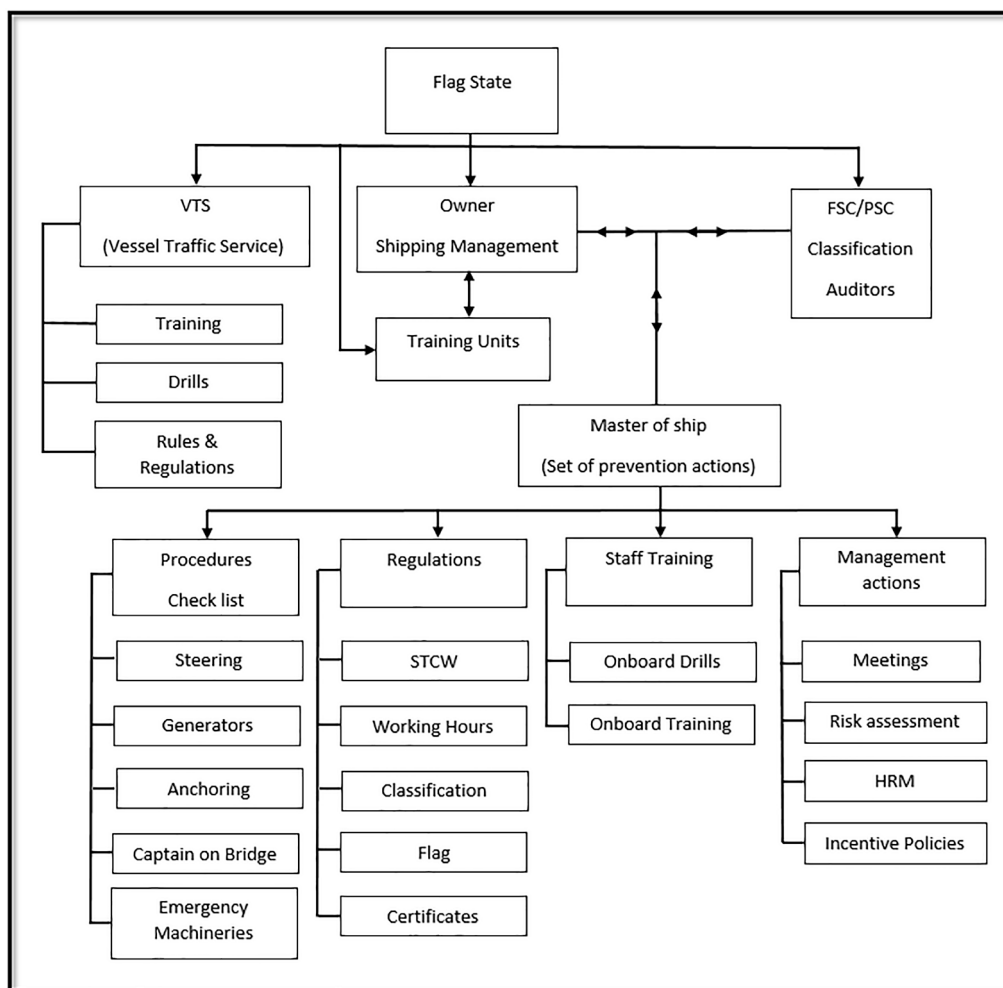 Flag State
VTS
(Vessel Traffic Service)
Owner
Shipping Management
FSC/PSC
Classification
Auditors
Training
Drills
Rules &
Regulations
Training Units
Master of ship
(Set of prevention actions)
Procedures
Check list
Steering
Generators
Anchoring
Captain on Bridge
Emergency
Machineries
Regulations
STCW
Working Hours
Classification
Flag
Certificates
Staff Training
Onboard Drills
Onboard Training
Management
actions
Meetings
Risk assessment
HRM
Incentive Policies